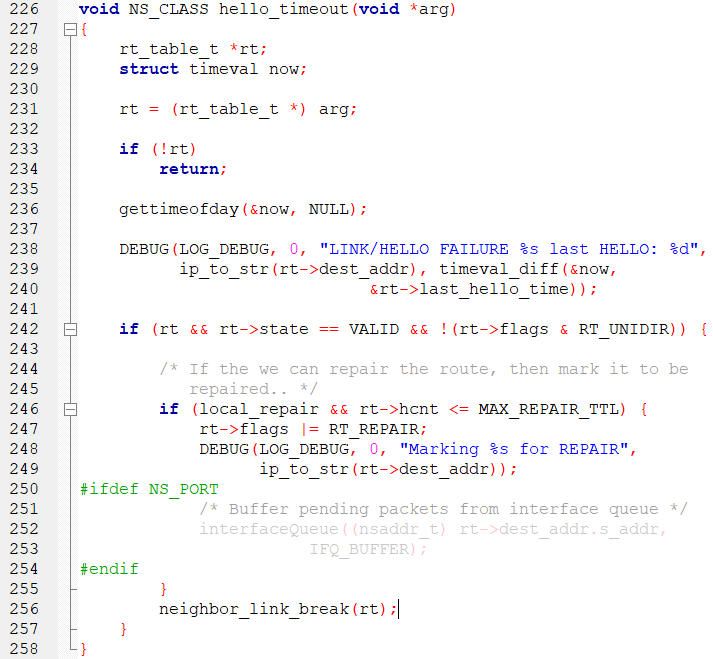 226 void NS_CLASS hello_timeout(void *arg)
227 {
228     rt_table_t *rt;
229     struct timeval now;
230
231     rt = (rt_table_t *) arg;
232
233     if (!rt)
234         return;
235
236     gettimeofday(&now, NULL);
237
238     DEBUG(LOG_DEBUG, 0, "LINK/HELLO FAILURE %s last HELLO: %d",
239           ip_to_str(rt->dest_addr), timeval_diff(&now,
240                              &rt->last_hello_time));
241
242     if (rt && rt->state == VALID && !(rt->flags & RT_UNIDIR)) {
243
244         /* If the we can repair the route, then mark it to be
245            repaired.. */
246         if (local_repair && rt->hcnt <= MAX_REPAIR_TTL) {
247             rt->flags |= RT_REPAIR;
248             DEBUG(LOG_DEBUG, 0, "Marking %s for REPAIR",
249                   ip_to_str(rt->dest_addr));
250 #ifdef NS_PORT
251             /* Buffer pending packets from interface queue */
252             interfaceQueue((nsaddr_t) rt->dest_addr.s_addr,
253                        IFQ_BUFFER);
254 #endif
255         }
256         neighbor_link_break(rt);
257     }
258 }